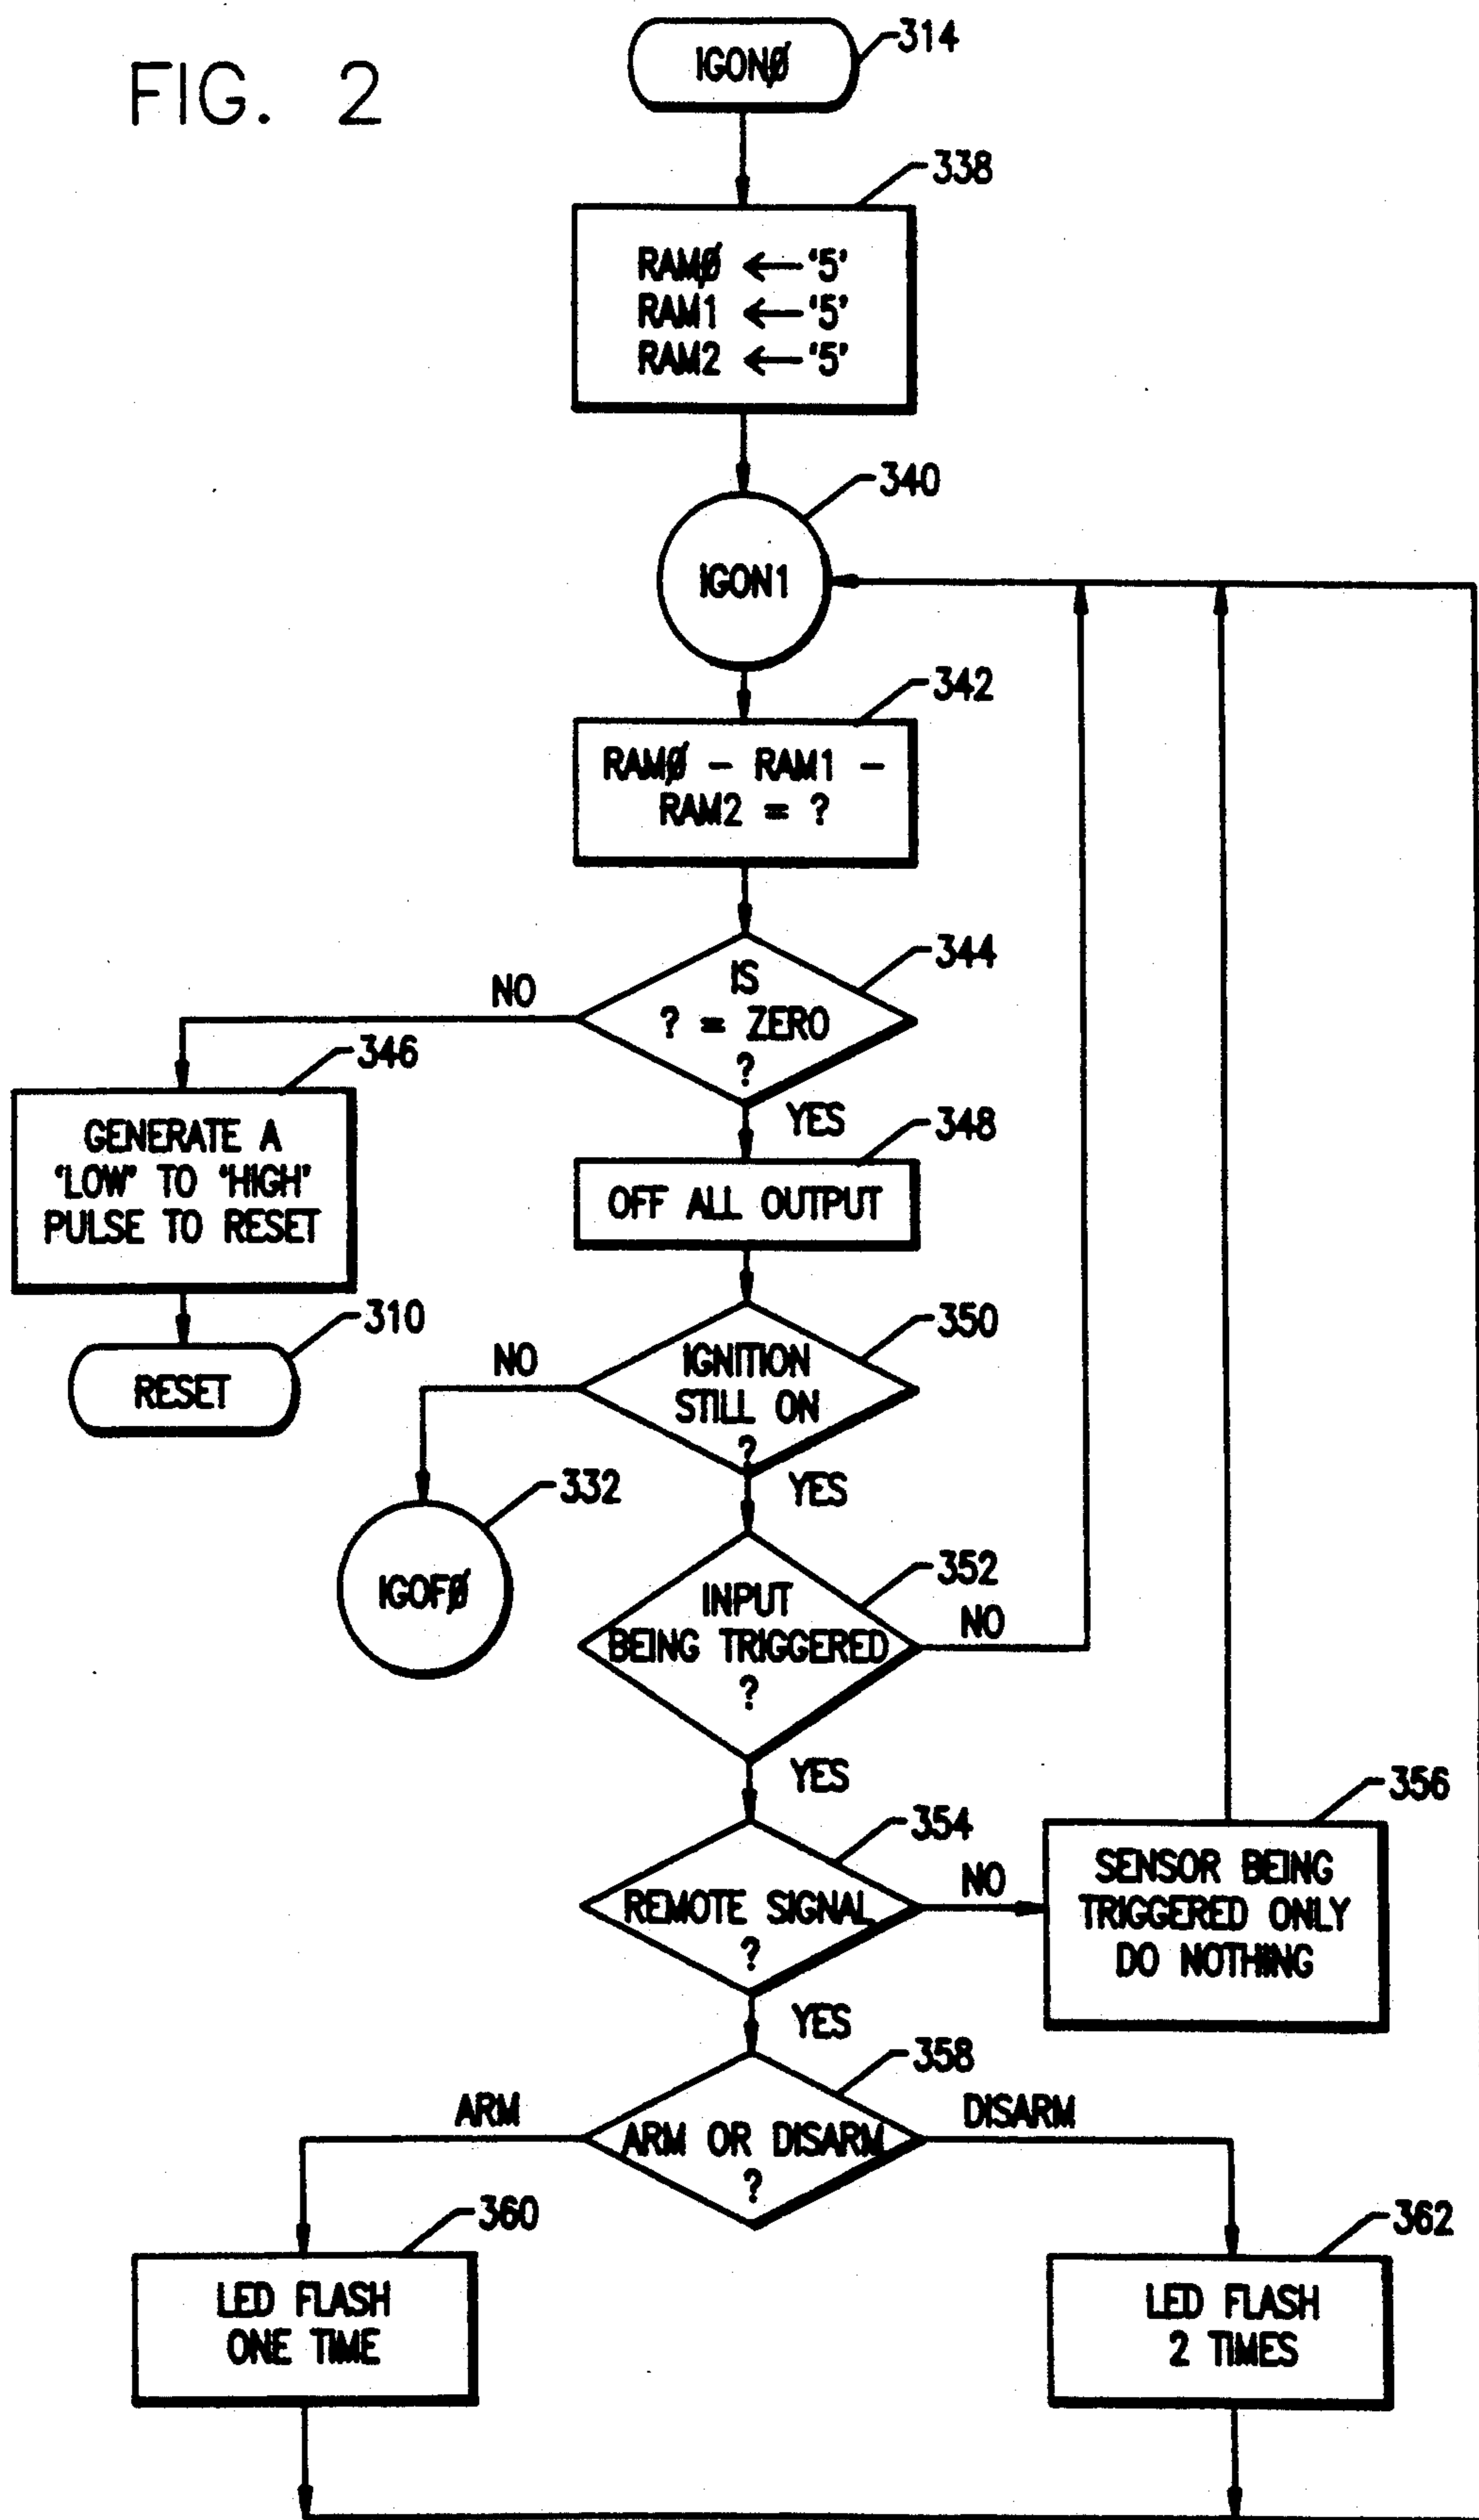 FIG. 2
IGONØ
314
338
RAMØ ← '5'
RAM1 ← '5'
RAM2 ← '5'
340
IGON1
342
RAMØ - RAM1 -
RAM2 = ?
344
IS
? = ZERO
?
NO
YES
346
GENERATE A
'LOW' TO 'HIGH'
PULSE TO RESET
310
RESET
348
OFF ALL OUTPUT
350
IGNITION
STILL ON
?
NO
YES
332
IGOFØ
352
INPUT
BEING TRIGGERED
?
NO
YES
354
REMOTE SIGNAL
?
NO
YES
356
SENSOR BEING
TRIGGERED ONLY
DO NOTHING
358
ARM OR DISARM
?
ARM
DISARM
360
LED FLASH
ONE TIME
362
LED FLASH
2 TIMES